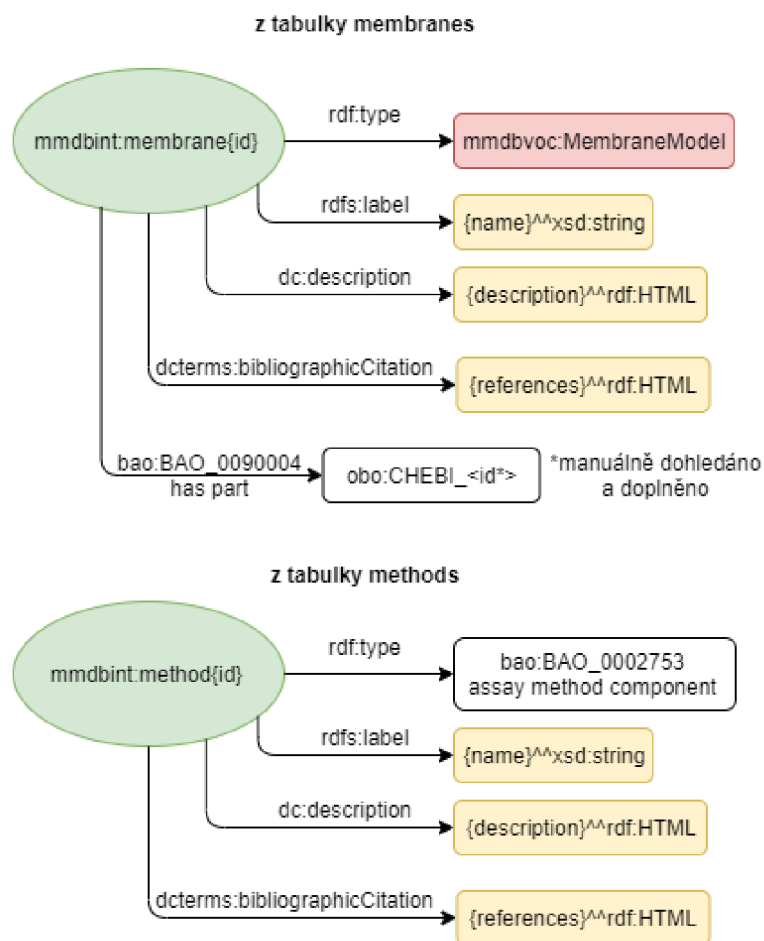 z tabulky membranes
rdf:type
mmdbint:membrane{id}
mmdbvoc:MembraneModel
rdfs:label
{name}^^xsd:string
dc:description
{description}^^rdf:HTML
dcterms:bibliographicCitation
{references}^^rdf:HTML
bao:BAO_0090004
has part
obo:CHEBI_<id*>
*manuálně dohledáno
a doplněno
z tabulky methods
rdf:type
mmdbint:method{id}
bao:BAO_0002753
assay method component
rdfs:label
{name}^^xsd:string
dc:description
{description}^^rdf:HTML
dcterms:bibliographicCitation
{references}^^rdf:HTML